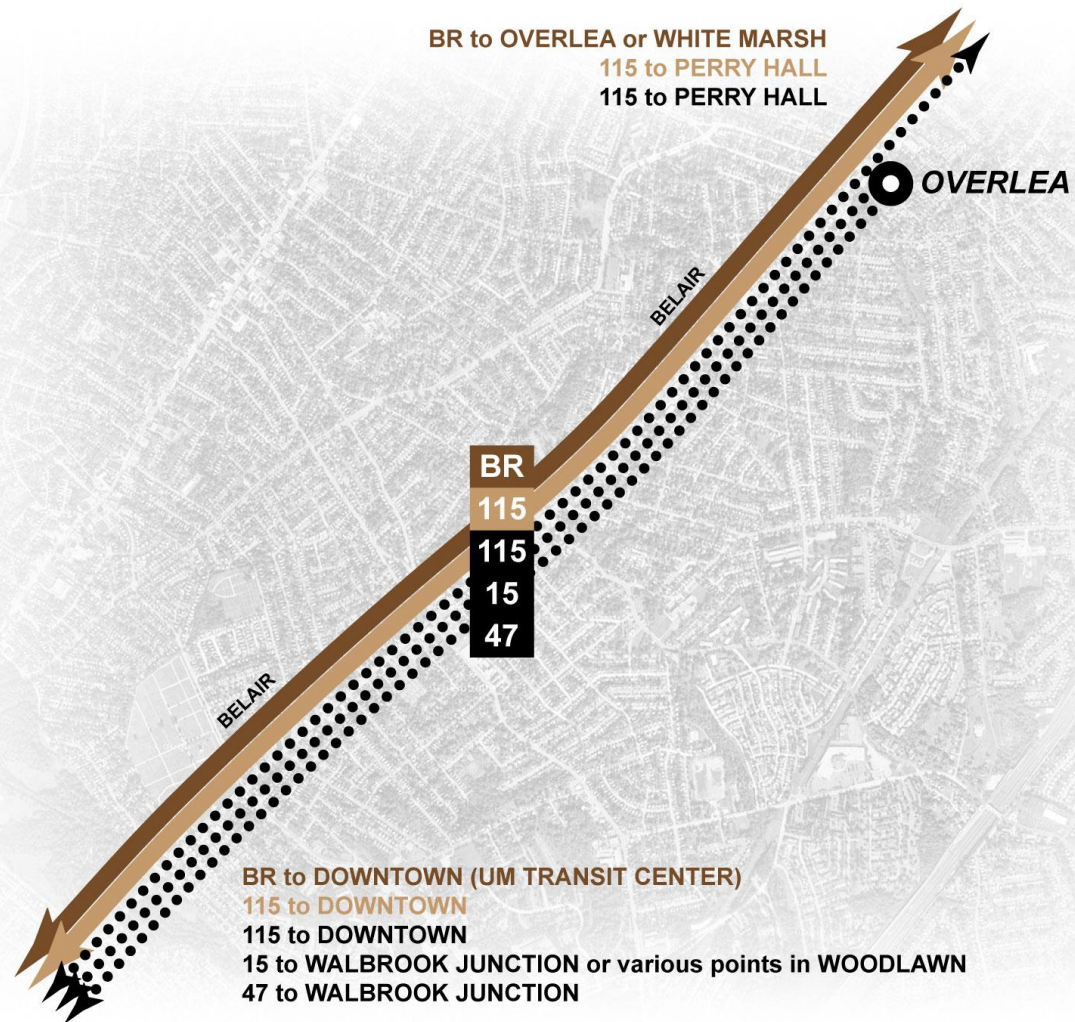 BR to OVERLEA or WHITE MARSH
115 to PERRY HALL
115 to PERRY HALL
OVERLEA
BELAIR
BR
115
115
15
47
BELAIR
BR to DOWNTOWN (UM TRANSIT CENTER)
115 to DOWNTOWN
115 to DOWNTOWN
15 to WALBROOK JUNCTION or various points in WOODLAWN
47 to WALBROOK JUNCTION